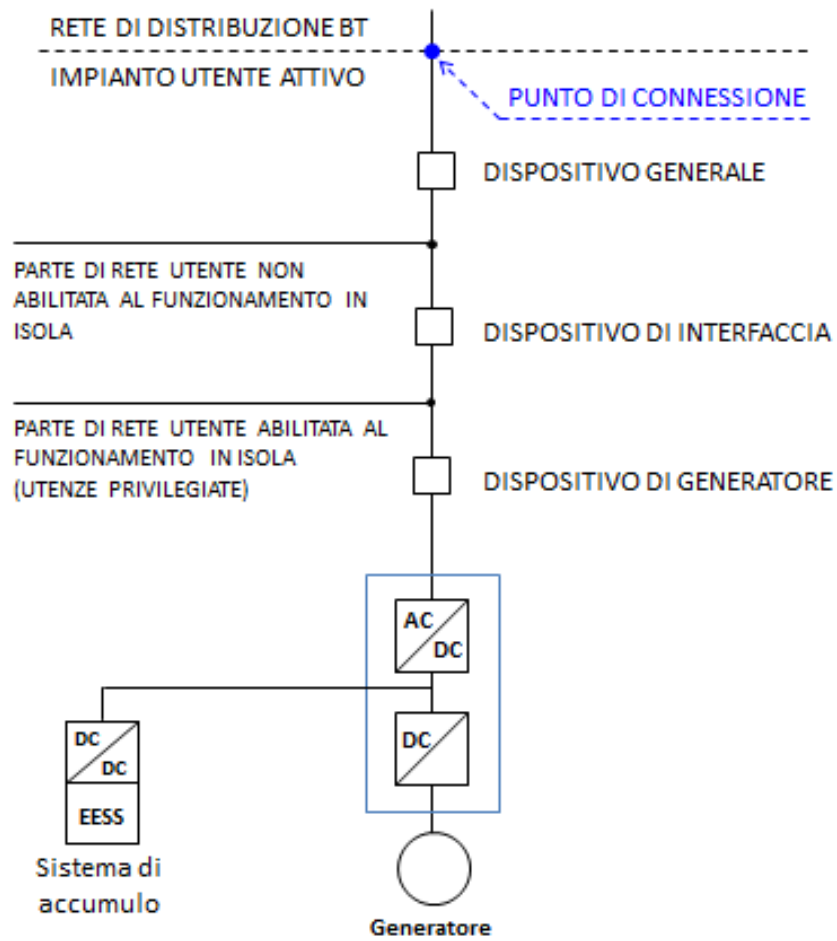 RETE DI DISTRIBUZIONE BT
IMPIANTO UTENTE ATTIVO
PUNTO DI CONNESSIONE
DISPOSITIVO GENERALE
PARTE DI RETE UTENTE NON
ABILITATA AL FUNZIONAMENTO IN
ISOLA
DISPOSITIVO DI INTERFACCIA
PARTE DI RETE UTENTE ABILITATA AL
FUNZIONAMENTO IN ISOLA
(UTENZE PRIVILEGIATE)
DISPOSITIVO DI GENERATORE
AC
DC
DC
DC
DC
EESS
Sistema di
accumulo
Generatore